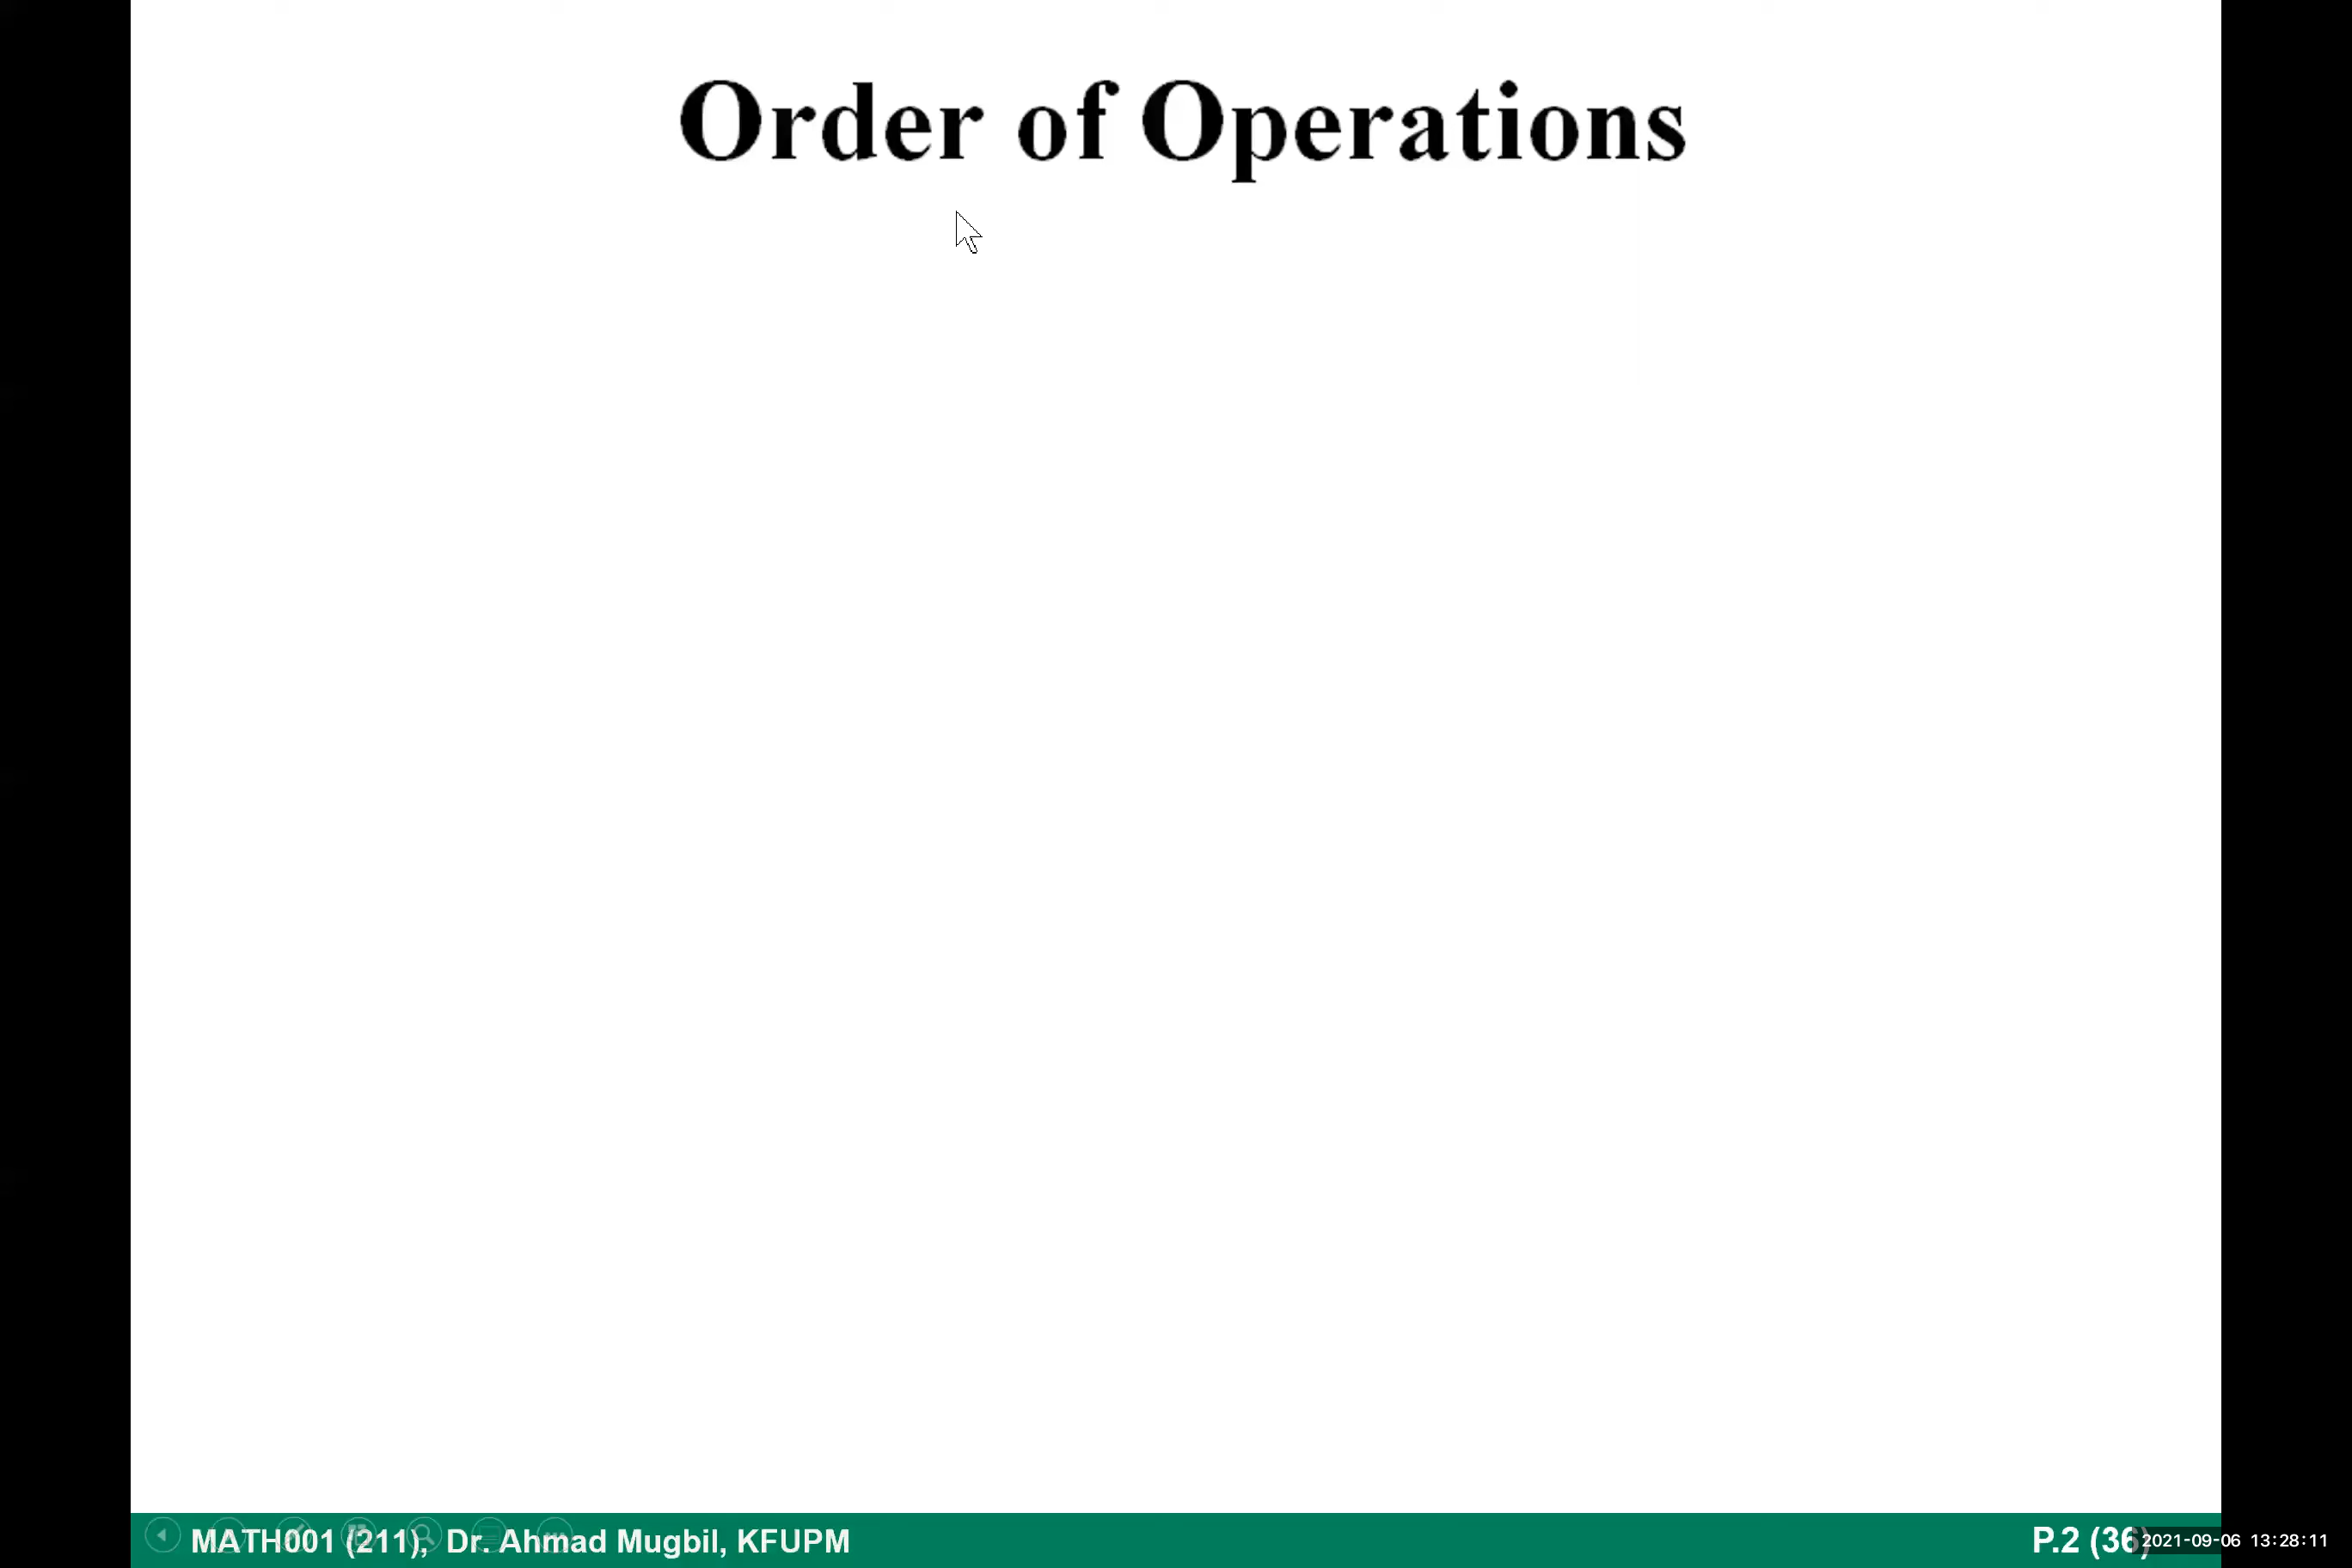 Order of Operations
MATH001 (211), Dr. Ahmad Mugbil, KFUPM
P.2 (36)
2021-09-06 13:28:11